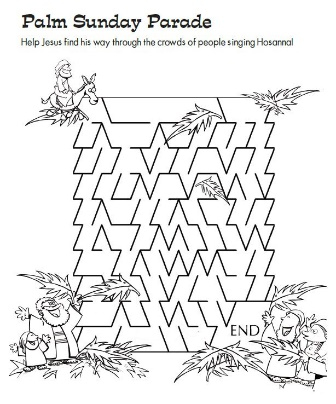 Palm Sunday Parade
Help Jesus find his way through the crowds of people singing Hosanna!
END